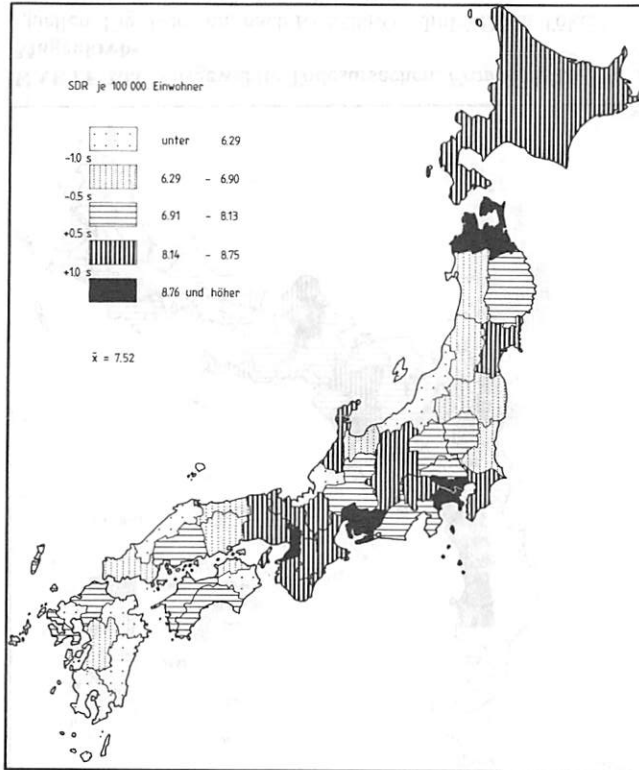 SDR je 100 000 Einwohner
unter 6.29
-1.0 s
6.29 - 6.90
-0.5 s
6.91 - 8.13
+0.5 s
8.14 - 8.75
+1.0 s
8.76 und höher
x̄ = 7.52